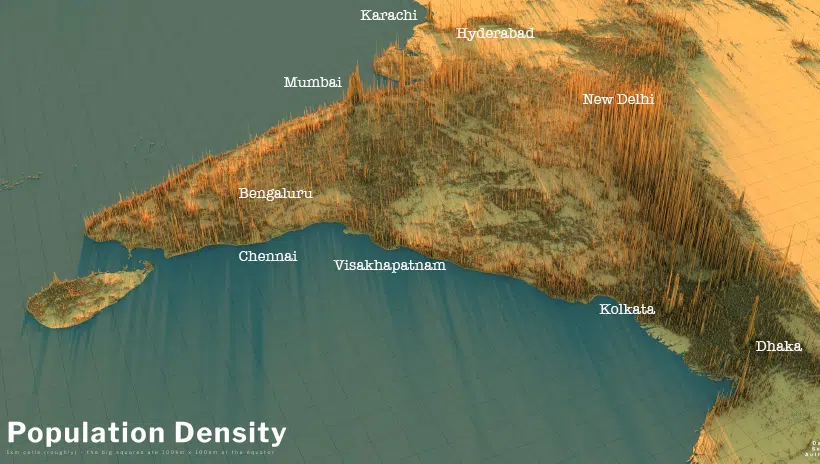 Karachi
Hyderabad
Mumbai
New Delhi
Bengaluru
Chennai
Visakhapatnam
Kolkata
Dhaka
Population Density
1km cells (roughly) - the big squares are 100km x 100km at the equator